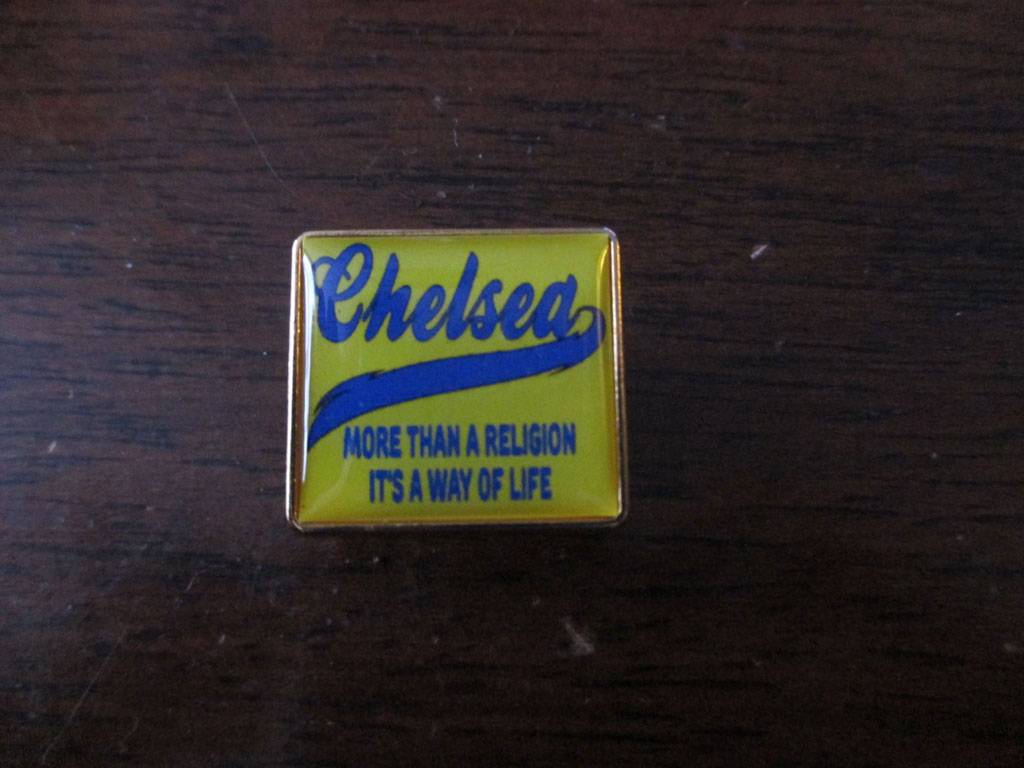 Chelsea
MORE THAN A RELIGION
IT'S A WAY OF LIFE